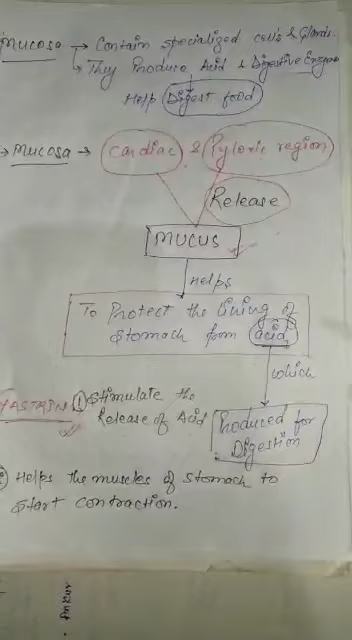 Mucosa → Contain specialized cells & Glands.
↳ They Produce Acid & Digestive Enzyme
Help Digest food
→ Mucosa → Cardiac & Pyloric region
Release
MUCUS
Helps
To Protect the lining of
Stomach from acid
which
Produced for
Digestion
GASTRIN ① Stimulate the
Release of Acid
② Helps the muscles of stomach to
start contraction.